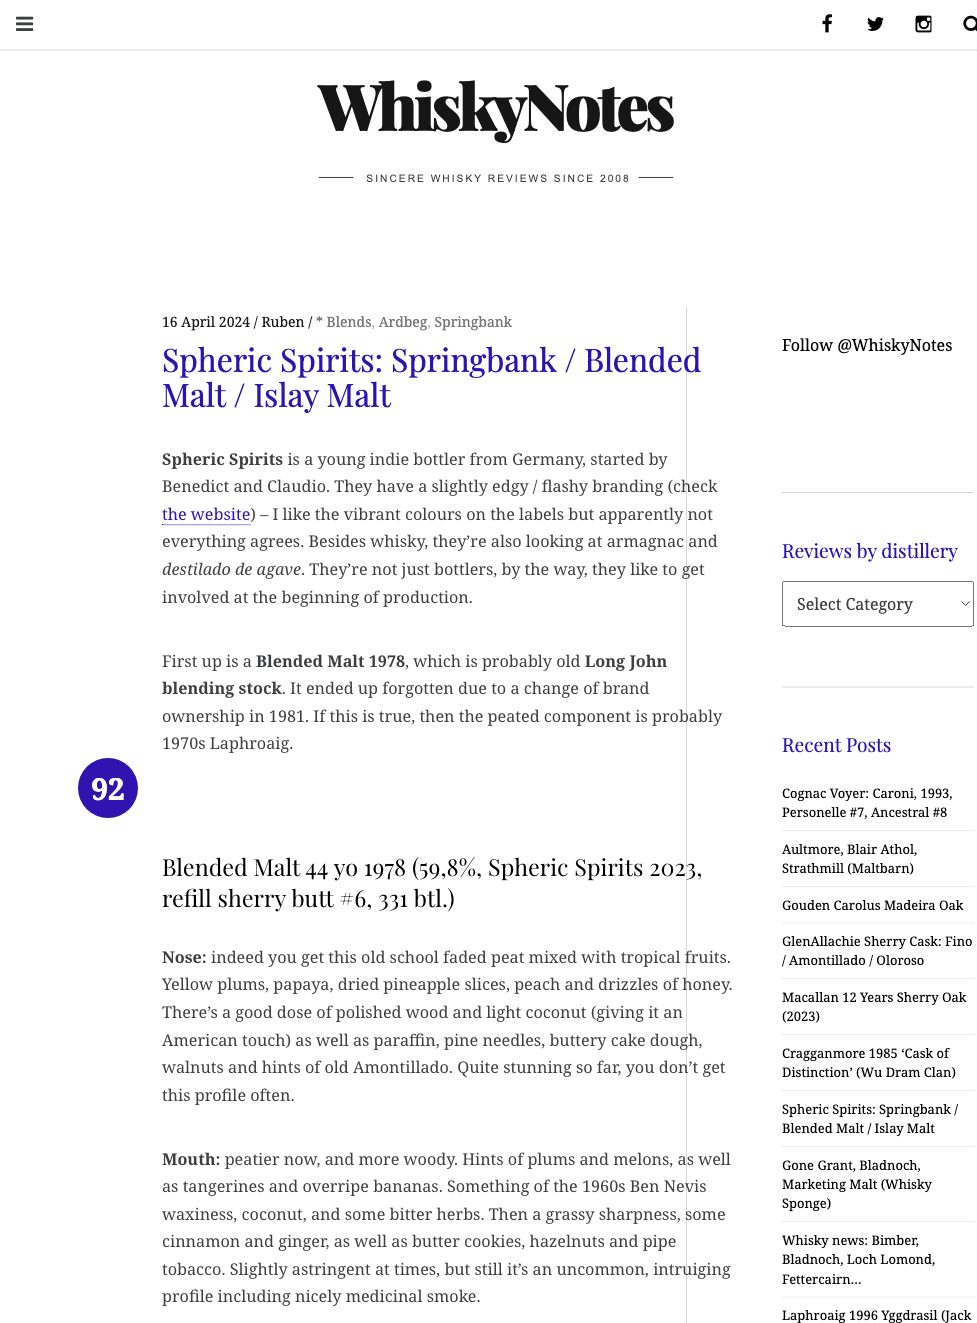 WhiskyNotes
SINCERE WHISKY REVIEWS SINCE 2008
16 April 2024 / Ruben / * Blends, Ardbeg, Springbank
Spheric Spirits: Springbank / Blended
Malt / Islay Malt
Spheric Spirits is a young indie bottler from Germany, started by
Benedict and Claudio. They have a slightly edgy / flashy branding (check
the website) – I like the vibrant colours on the labels but apparently not
everything agrees. Besides whisky, they’re also looking at armagnac and
destilado de agave. They’re not just bottlers, by the way, they like to get
involved at the beginning of production.
First up is a Blended Malt 1978, which is probably old Long John
blending stock. It ended up forgotten due to a change of brand
ownership in 1981. If this is true, then the peated component is probably
1970s Laphroaig.
92
Blended Malt 44 yo 1978 (59,8%, Spheric Spirits 2023,
refill sherry butt #6, 331 btl.)
Nose: indeed you get this old school faded peat mixed with tropical fruits.
Yellow plums, papaya, dried pineapple slices, peach and drizzles of honey.
There’s a good dose of polished wood and light coconut (giving it an
American touch) as well as paraffin, pine needles, buttery cake dough,
walnuts and hints of old Amontillado. Quite stunning so far, you don’t get
this profile often.
Mouth: peatier now, and more woody. Hints of plums and melons, as well
as tangerines and overripe bananas. Something of the 1960s Ben Nevis
waxiness, coconut, and some bitter herbs. Then a grassy sharpness, some
cinnamon and ginger, as well as butter cookies, hazelnuts and pipe
tobacco. Slightly astringent at times, but still it’s an uncommon, intruiging
profile including nicely medicinal smoke.
Follow @WhiskyNotes
Reviews by distillery
Select Category
Recent Posts
Cognac Voyer: Caroni, 1993,
Personelle #7, Ancestral #8
Aultmore, Blair Athol,
Strathmill (Maltbarn)
Gouden Carolus Madeira Oak
GlenAllachie Sherry Cask: Fino
/ Amontillado / Oloroso
Macallan 12 Years Sherry Oak
(2023)
Cragganmore 1985 ‘Cask of
Distinction’ (Wu Dram Clan)
Spheric Spirits: Springbank /
Blended Malt / Islay Malt
Gone Grant, Bladnoch,
Marketing Malt (Whisky
Sponge)
Whisky news: Bimber,
Bladnoch, Loch Lomond,
Fettercairn…
Laphroaig 1996 Yggdrasil (Jack